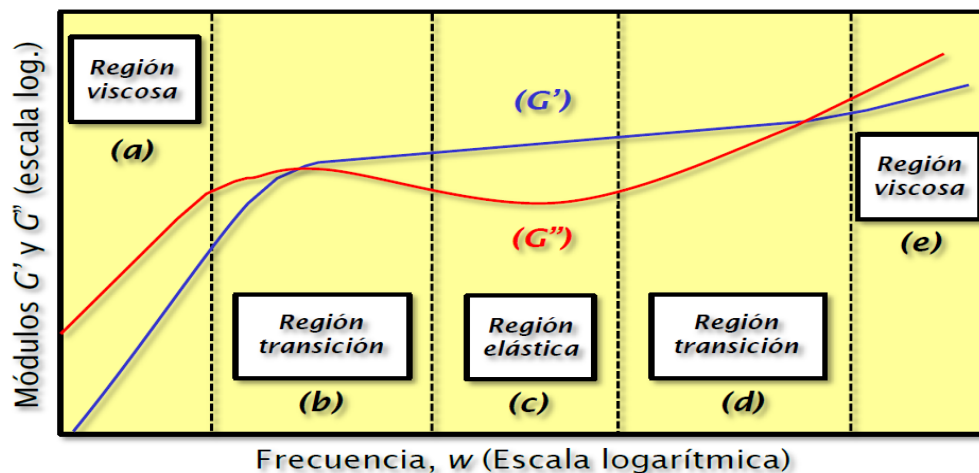 Módulos G' y G" (escala log.)
Región
viscosa
(a)
(G')
(G")
Región
viscosa
(e)
Región
transición
(b)
Región
elástica
(c)
Región
transición
(d)
Frecuencia, w (Escala logarítmica)